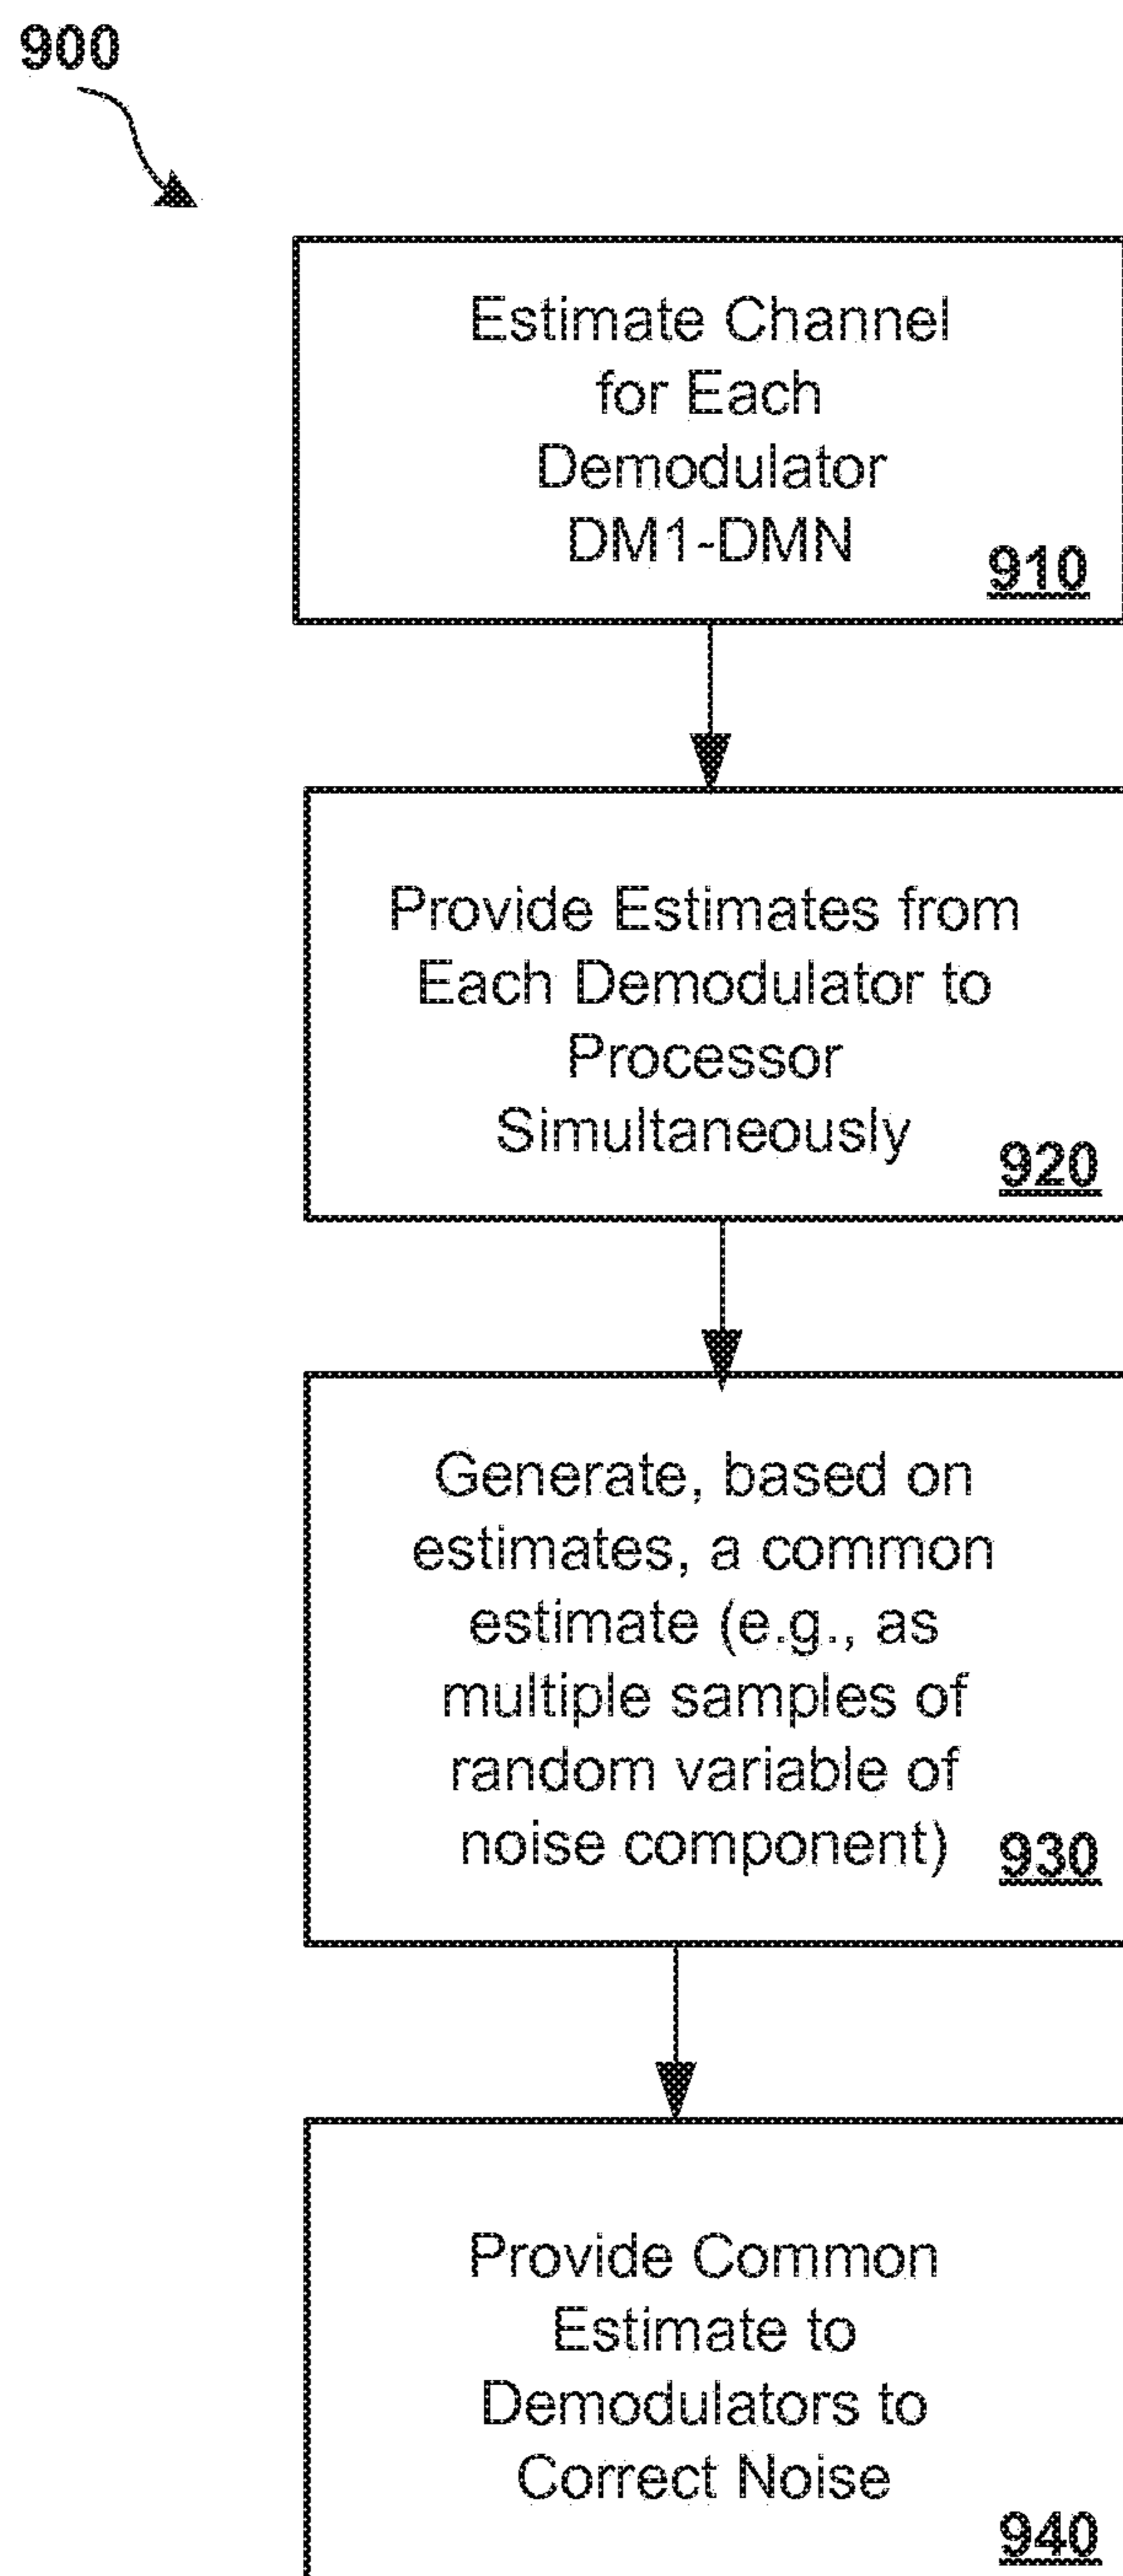 900
Estimate Channel
for Each
Demodulator
DM1-DMN
910
Provide Estimates from
Each Demodulator to
Processor
Simultaneously
920
Generate, based on
estimates, a common
estimate (e.g., as
multiple samples of
random variable of
noise component)
930
Provide Common
Estimate to
Demodulators to
Correct Noise
940